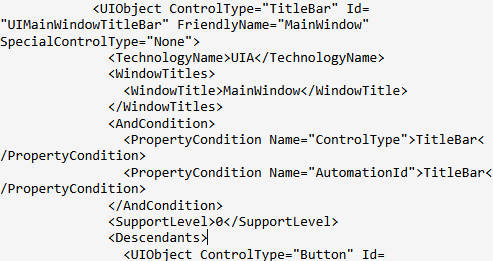 <UIObject ControlType="TitleBar" Id=
"UIMainWindowTitleBar" FriendlyName="MainWindow"
SpecialControlType="None">
<TechnologyName>UIA</TechnologyName>
<WindowTitles>
<WindowTitle>MainWindow</WindowTitle>
</WindowTitles>
<AndCondition>
<PropertyCondition Name="ControlType">TitleBar<
/PropertyCondition>
<PropertyCondition Name="AutomationId">TitleBar<
/PropertyCondition>
</AndCondition>
<SupportLevel>0</SupportLevel>
<Descendants>
<UIObject ControlType="Button" Id=